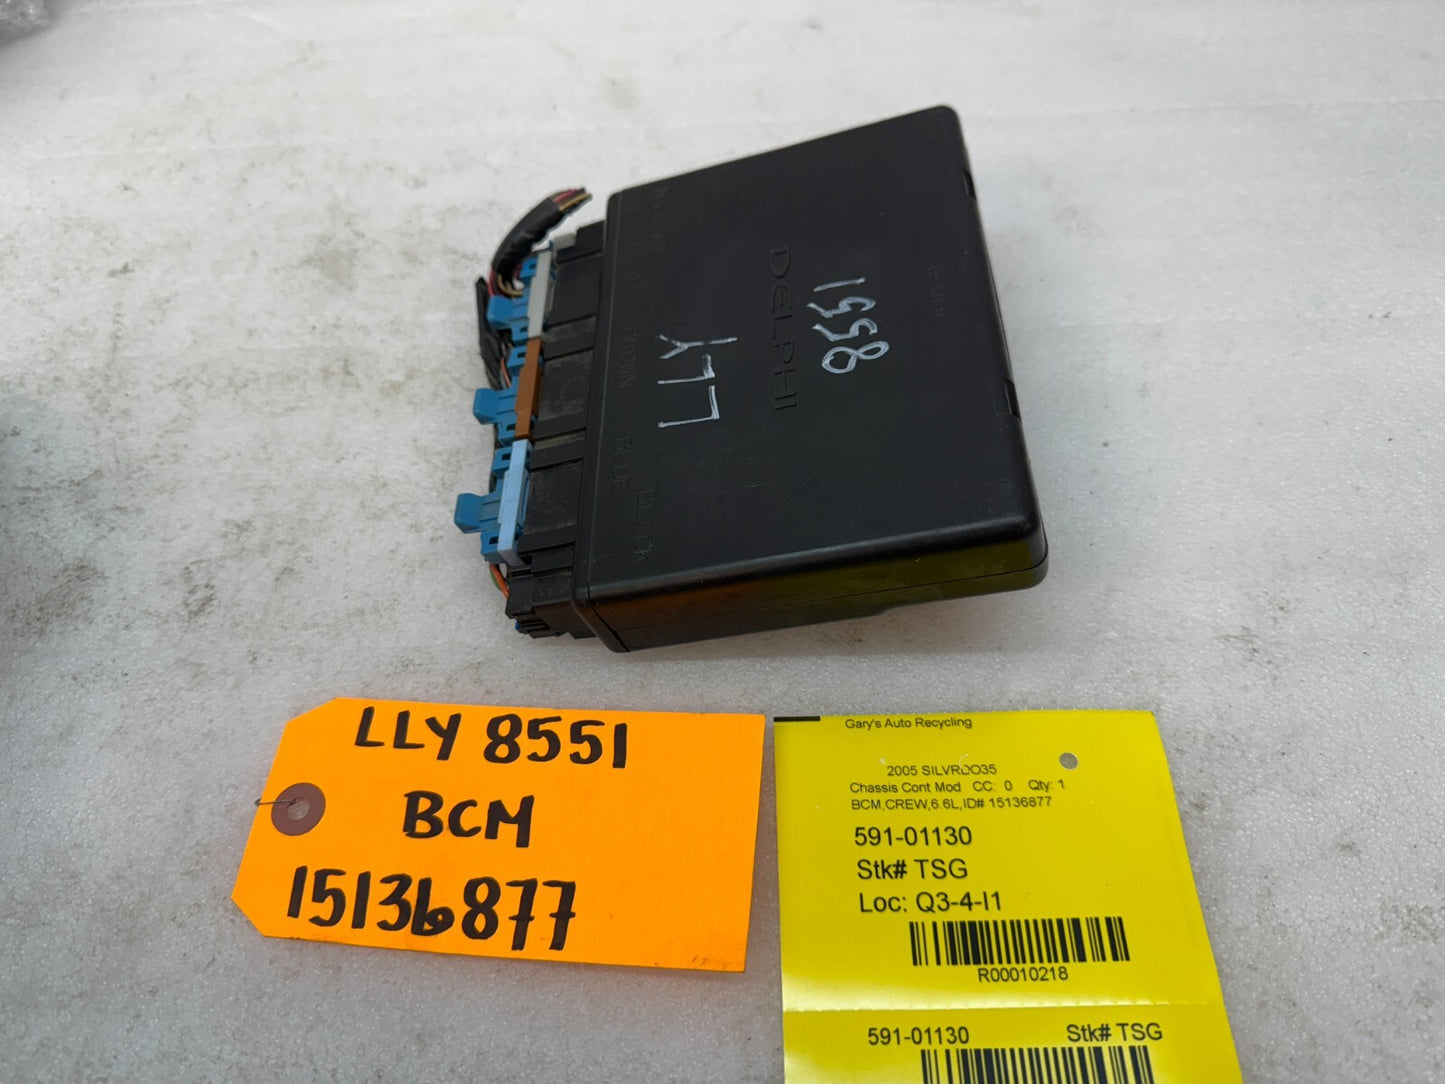 DELPHI
BROWN
BLUE
BLACK
LLY
8551
LLY 8551
BCM
15136877
Gary's Auto Recycling
2005 SILVRDO35
Chassis Cont Mod CC: 0 Qty: 1
BCM,CREW,6.6L,ID# 15136877
591-01130
Stk# TSG
Loc: Q3-4-I1
R00010218
591-01130 Stk# TSG